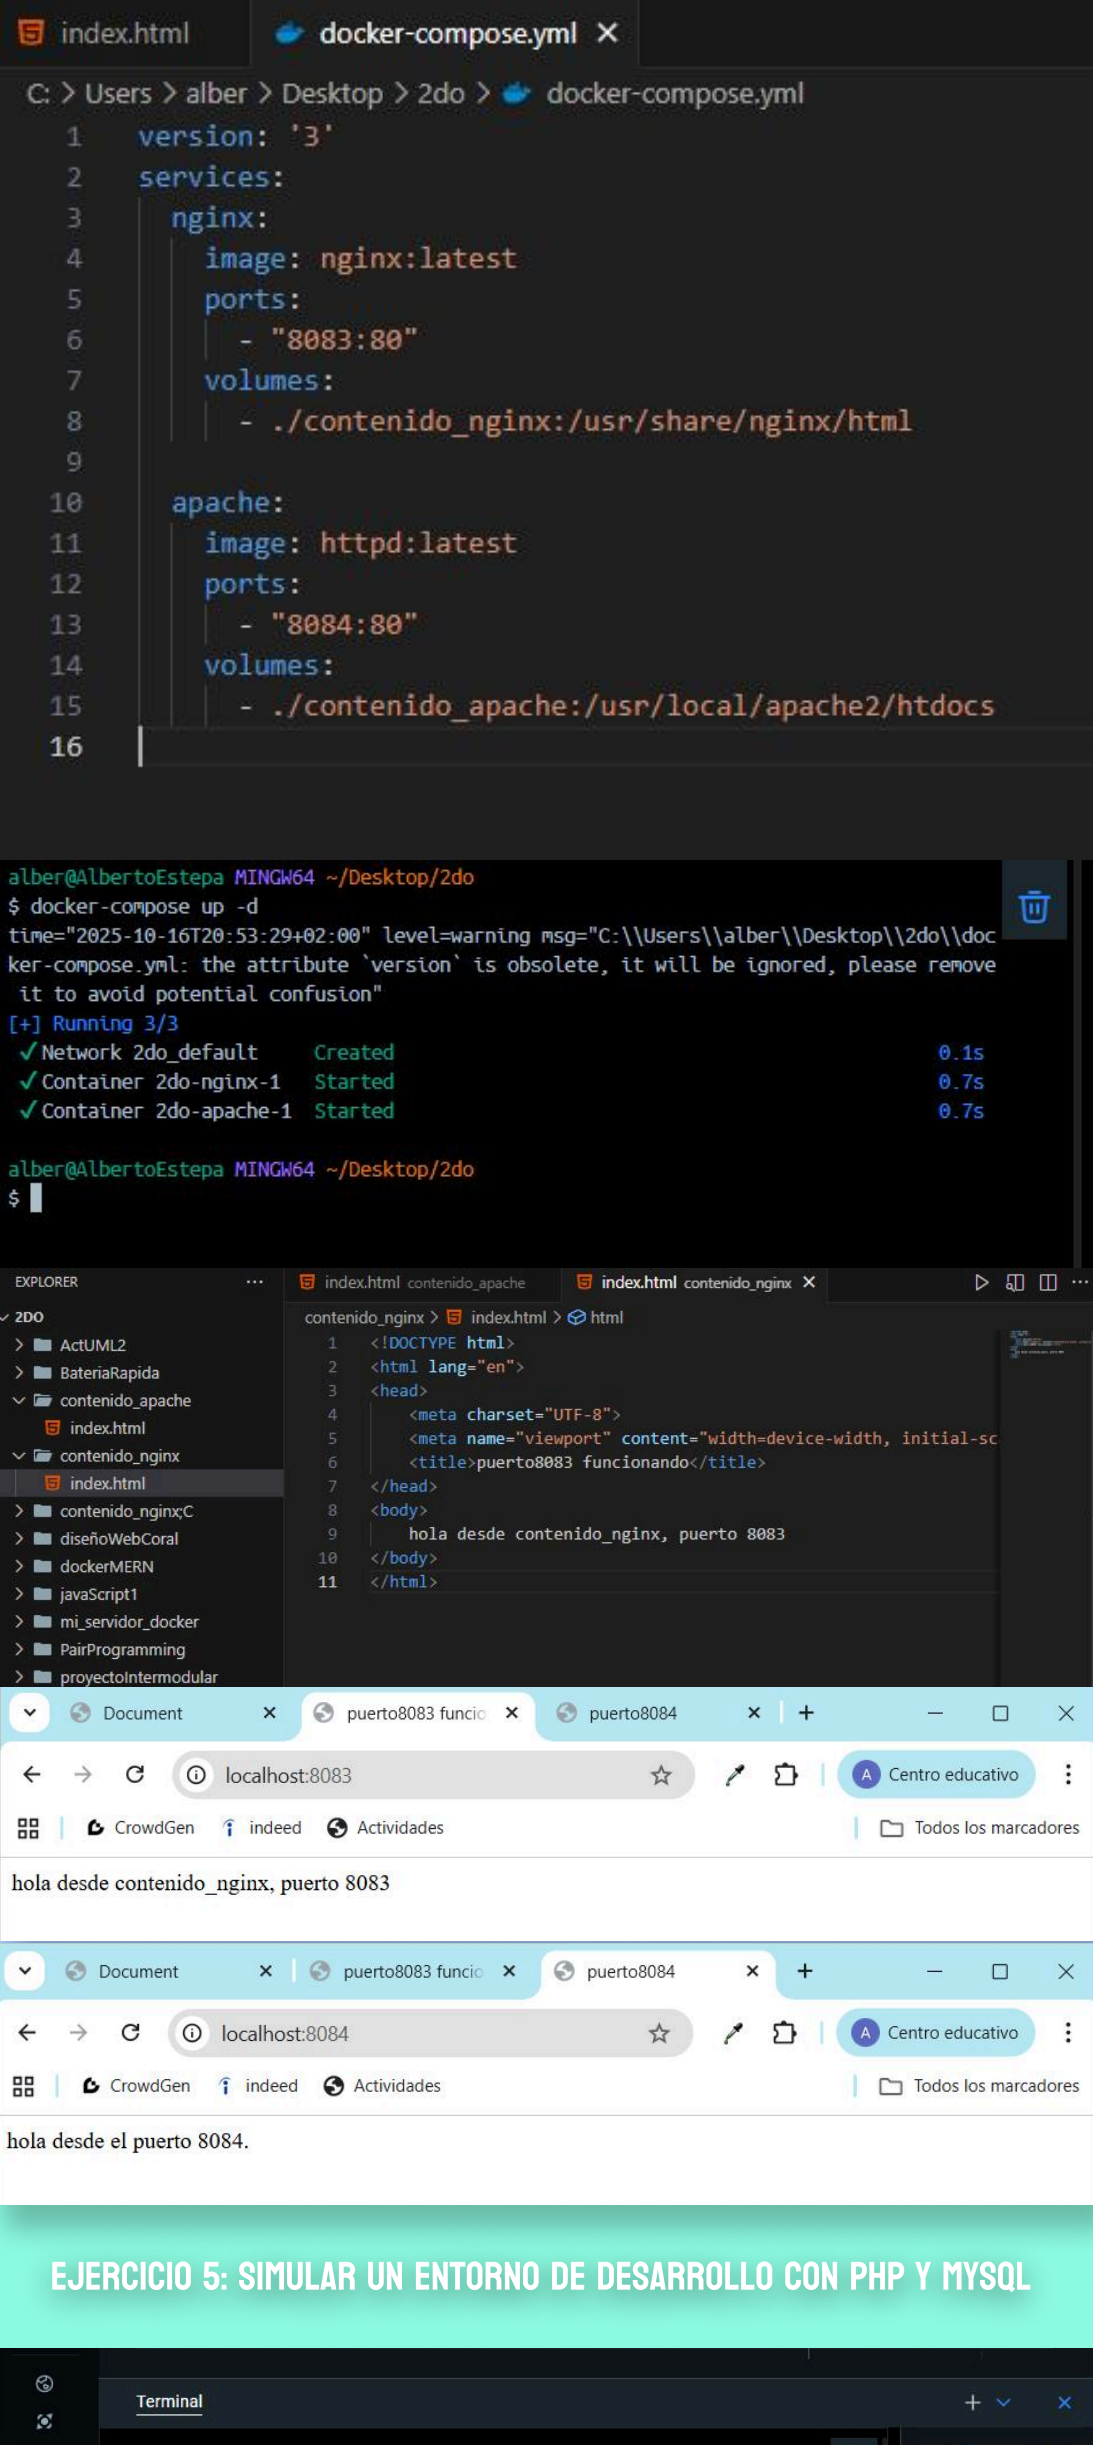 index.html docker-compose.yml
C: > Users > alber > Desktop > 2do > docker-compose.yml
1 version: '3'
2 services:
3 nginx:
4 image: nginx:latest
5 ports:
6 - "8083:80"
7 volumes:
8 - ./contenido_nginx:/usr/share/nginx/html
9
10 apache:
11 image: httpd:latest
12 ports:
13 - "8084:80"
14 volumes:
15 - ./contenido_apache:/usr/local/apache2/htdocs
16
alber@AlbertoEstepa MINGW64 ~/Desktop/2do
$ docker-compose up -d
time="2025-10-16T20:53:29+02:00" level=warning msg="C:\\Users\\alber\\Desktop\\2do\\doc
ker-compose.yml: the attribute `version` is obsolete, it will be ignored, please remove
it to avoid potential confusion"
[+] Running 3/3
✓ Network 2do_default Created 0.1s
✓ Container 2do-nginx-1 Started 0.7s
✓ Container 2do-apache-1 Started 0.7s
alber@AlbertoEstepa MINGW64 ~/Desktop/2do
$
EXPLORER ...
2DO
ActUML2
BateriaRapida
contenido_apache
index.html
contenido_nginx
index.html
contenido_nginx;C
diseñoWebCoral
dockerMERN
javaScript1
mi_servidor_docker
PairProgramming
proyectoIntermodular
index.html contenido_apache index.html contenido_nginx
contenido_nginx > index.html > html
1 <!DOCTYPE html>
2 <html lang="en">
3 <head>
4 <meta charset="UTF-8">
5 <meta name="viewport" content="width=device-width, initial-sc
6 <title>puerto8083 funcionando</title>
7 </head>
8 <body>
9 hola desde contenido_nginx, puerto 8083
10 </body>
11 </html>
Document puerto8083 funcio puerto8084
localhost:8083 A Centro educativo
CrowdGen indeed Actividades Todos los marcadores
hola desde contenido_nginx, puerto 8083
Document puerto8083 funcio puerto8084
localhost:8084 A Centro educativo
CrowdGen indeed Actividades Todos los marcadores
hola desde el puerto 8084.
EJERCICIO 5: SIMULAR UN ENTORNO DE DESARROLLO CON PHP Y MYSQL
Terminal